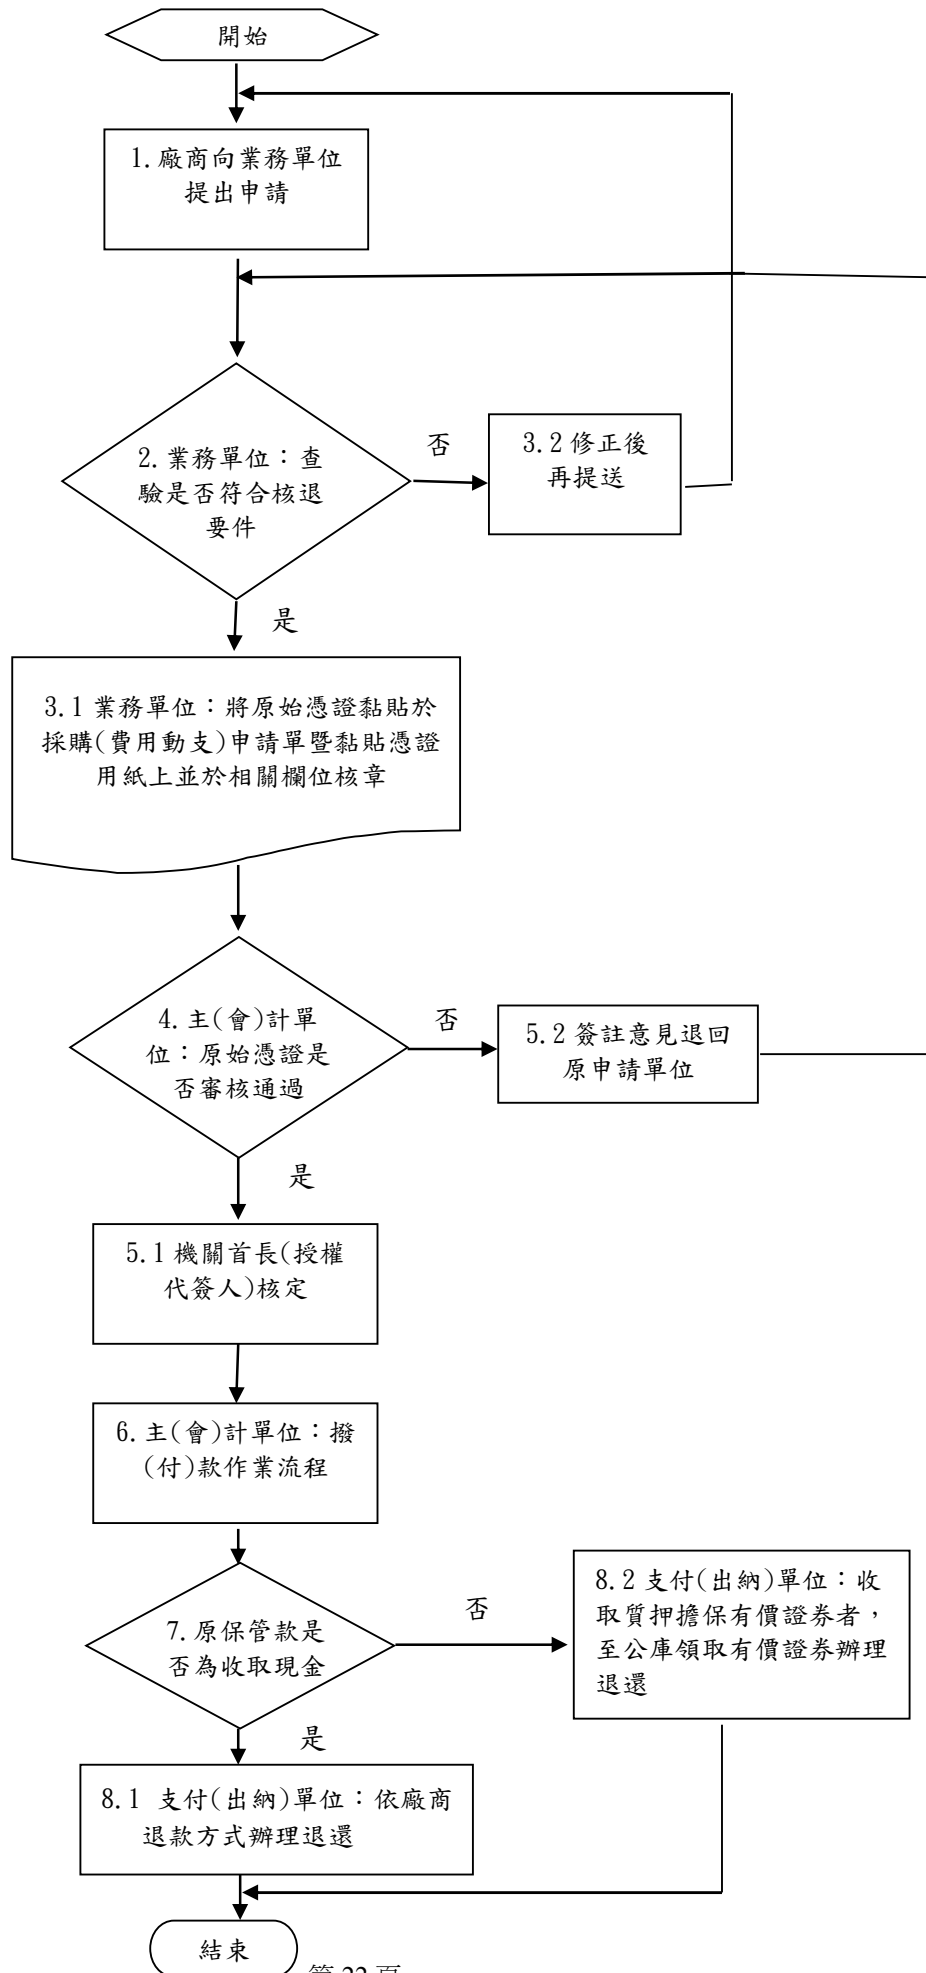 開始
1.廠商向業務單位
提出申請
2.業務單位：查
驗是否符合核退
要件
否
3.2修正後
再提送
是
3.1業務單位：將原始憑證黏貼於
採購(費用動支)申請單暨黏貼憑證
用紙上並於相關欄位核章
4.主(會)計單
位：原始憑證是
否審核通過
否
5.2簽註意見退回
原申請單位
是
5.1機關首長(授權
代簽人)核定
6.主(會)計單位：撥
(付)款作業流程
7.原保管款是
否為收取現金
否
8.2支付(出納)單位：收
取質押擔保有價證券者，
至公庫領取有價證券辦理
退還
是
8.1 支付(出納)單位：依廠商
退款方式辦理退還
結束
第 22 頁